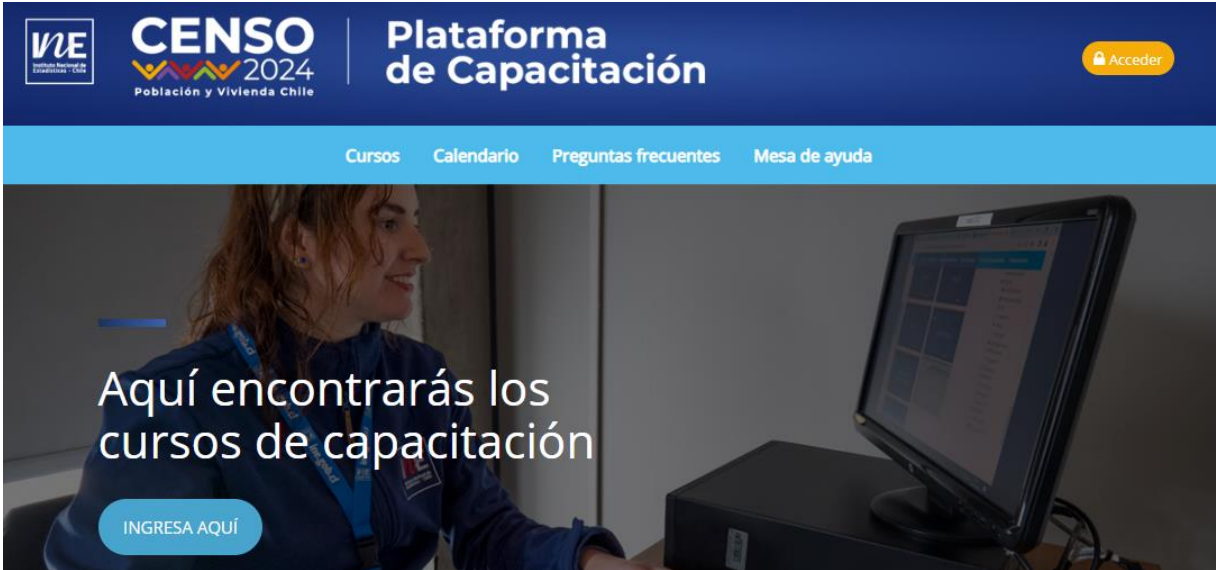 INE
Instituto Nacional de
Estadísticas - Chile
CENSO
2024
Población y Vivienda Chile
Plataforma
de Capacitación
Acceder
Cursos Calendario Preguntas frecuentes Mesa de ayuda
Aquí encontrarás los
cursos de capacitación
INGRESA AQUÍ